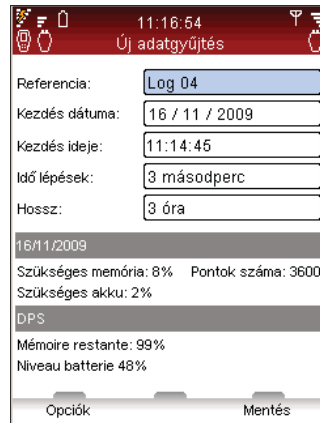 11:16:54
Új adatgyűjtés
Referencia: Log 04
Kezdés dátuma: 16 / 11 / 2009
Kezdés ideje: 11:14:45
Idő lépések: 3 másodperc
Hossz: 3 óra
16/11/2009
Szükséges memória: 8% Pontok száma: 3600
Szükséges akku: 2%
DPS
Mémoire restante: 99%
Niveau batterie 48%
Opciók Mentés